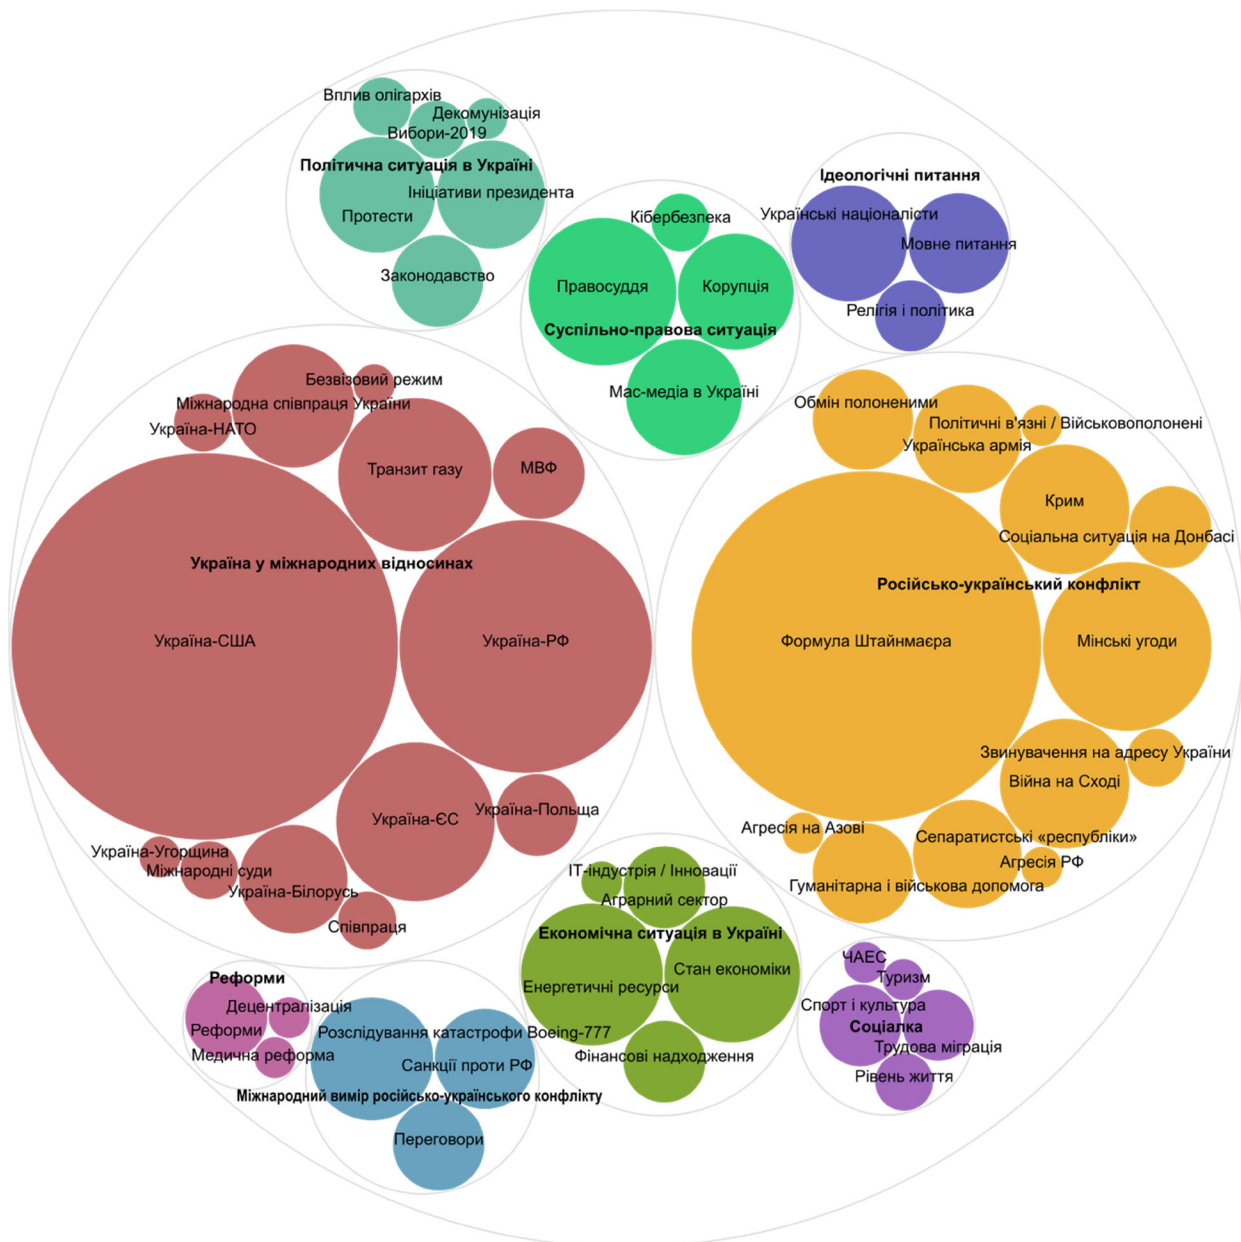 Вплив олігархів
Декомунізація
Вибори-2019
Політична ситуація в Україні
Ініціативи президента
Протести
Законодавство
Кібербезпека
Правосуддя
Корупція
Суспільно-правова ситуація
Мас-медіа в Україні
Ідеологічні питання
Українські націоналісти
Мовне питання
Релігія і політика
Безвізовий режим
Міжнародна співпраця України
Україна-НАТО
Транзит газу
МВФ
Україна у міжнародних відносинах
Україна-США
Україна-РФ
Україна-ЄС
Україна-Польща
Україна-Угорщина
Міжнародні суди
Україна-Білорусь
Співпраця
Обмін полоненими
Політичні в'язні / Військовополонені
Українська армія
Крим
Соціальна ситуація на Донбасі
Російсько-український конфлікт
Формула Штайнмаєра
Мінські угоди
Звинувачення на адресу України
Війна на Сході
Агресія на Азові
Сепаратистські «республіки»
Агресія РФ
Гуманітарна і військова допомога
ІТ-індустрія / Інновації
Аграрний сектор
Економічна ситуація в Україні
Стан економіки
Енергетичні ресурси
Фінансові надходження
ЧАЕС
Туризм
Спорт і культура
Соціалка
Трудова міграція
Рівень життя
Реформи
Децентралізація
Реформи
Медична реформа
Розслідування катастрофи Boeing-777
Санкції проти РФ
Міжнародний вимір російсько-українського конфлікту
Переговори